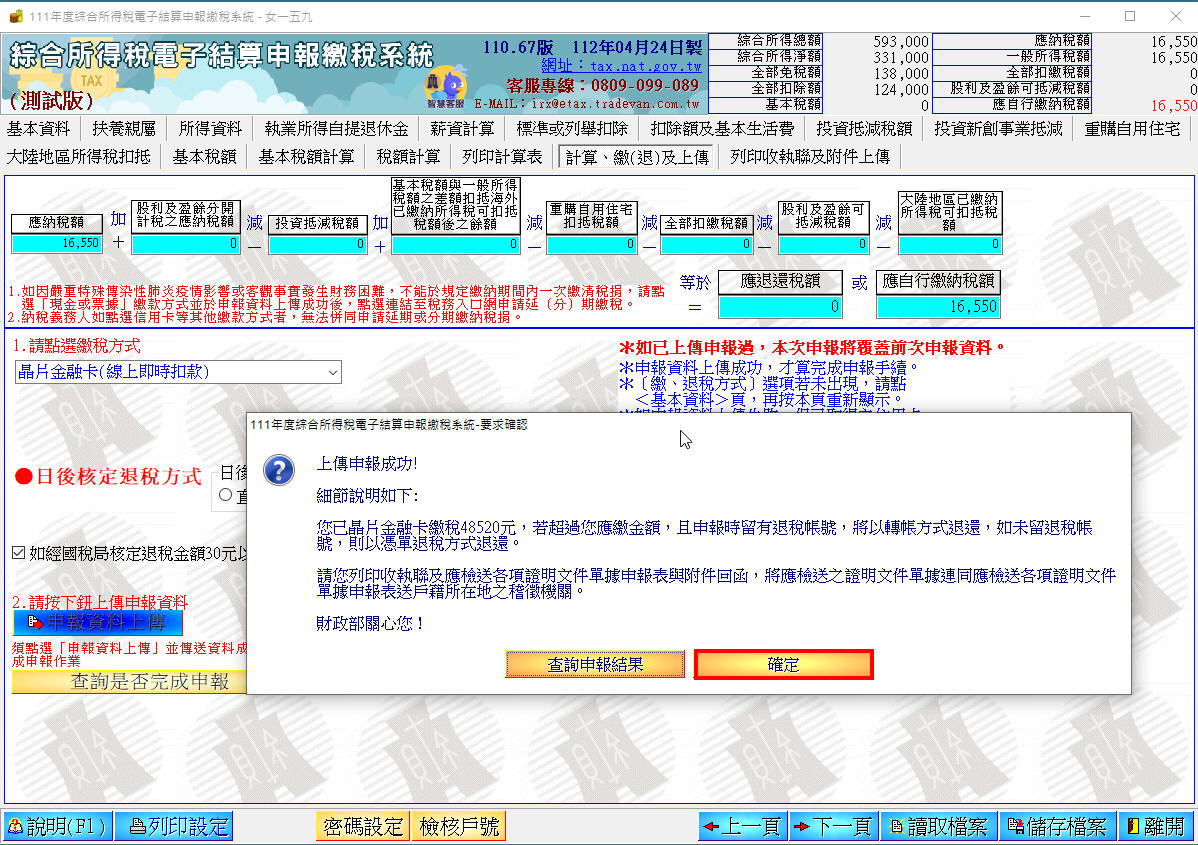 111年度綜合所得稅電子結算申報繳稅系統 - 女一五九
綜合所得稅電子結算申報繳稅系統
TAX
(測試版)
智慧客服
110.67版 112年04月24日製
網址：tax.nat.gov.tw
客服專線：0809-099-089
E-MAIL：irx@etax.tradevan.com.tw
綜合所得總額 593,000 應納稅額 16,550
綜合所得淨額 331,000 一般所得稅額 16,550
全部免稅額 138,000 全部扣繳稅額 0
全部扣除額 124,000 股利及盈餘可抵減稅額 0
基本稅額 0 應自行繳納稅額 16,550
基本資料 扶養親屬 所得資料 執業所得自提退休金 薪資計算 標準或列舉扣除 扣除額及基本生活費 投資抵減稅額 投資新創事業抵減 重購自用住宅
大陸地區所得稅扣抵 基本稅額 基本稅額計算 稅額計算 列印計算表 計算、繳(退)及上傳 列印收執聯及附件上傳
應納稅額
16,550
加
＋
股利及盈餘分開
計稅之應納稅額
0
減
－
投資抵減稅額
0
加
＋
基本稅額與一般所得
稅額之差額扣抵海外
已繳納所得稅可扣抵
稅額後之餘額
0
減
－
重購自用住宅
扣抵稅額
0
減
－
全部扣繳稅額
0
減
－
股利及盈餘可
抵減稅額
0
減
－
大陸地區已繳納
所得稅可扣抵稅
額
0
等於
＝
應退還稅額
0
或
應自行繳納稅額
16,550
1.如因嚴重特殊傳染性肺炎疫情影響或客觀事實發生財務困難，不能於規定繳納期間內一次繳清稅捐，請點
選「現金或票據」繳款方式並於申報資料上傳成功後，點選連結至稅務入口網申請延（分）期繳稅。
2.納稅義務人如點選信用卡等其他繳款方式者，無法併同申請延期或分期繳納稅捐。
1.請點選繳稅方式
晶片金融卡(線上即時扣款)
＊如已上傳申報過，本次申報將覆蓋前次申報資料。
＊申報資料上傳成功，才算完成申報手續。
＊〔繳、退稅方式〕選項若未出現，請點
＜基本資料＞頁，再按本頁重新顯示。
●日後核定退稅方式
日後
直
如經國稅局核定退稅金額30元以
2.請按下鈕上傳申報資料
申報資料上傳
須點選「申報資料上傳」並傳送資料成
成申報作業
查詢是否完成申報
111年度綜合所得稅電子結算申報繳稅系統-要求確認
上傳申報成功!
細節說明如下:
您已晶片金融卡繳稅48520元，若超過您應繳金額，且申報時留有退稅帳號，將以轉帳方式退還，如未留退稅帳
號，則以憑單退稅方式退還。
請您列印收執聯及應檢送各項證明文件單據申報表與附件回函，將應檢送之證明文件單據連同應檢送各項證明文件
單據申報表送戶籍所在地之稽徵機關。
財政部關心您！
查詢申報結果 確定
說明(F1) 列印設定 密碼設定 檢核戶號 上一頁 下一頁 讀取檔案 儲存檔案 離開